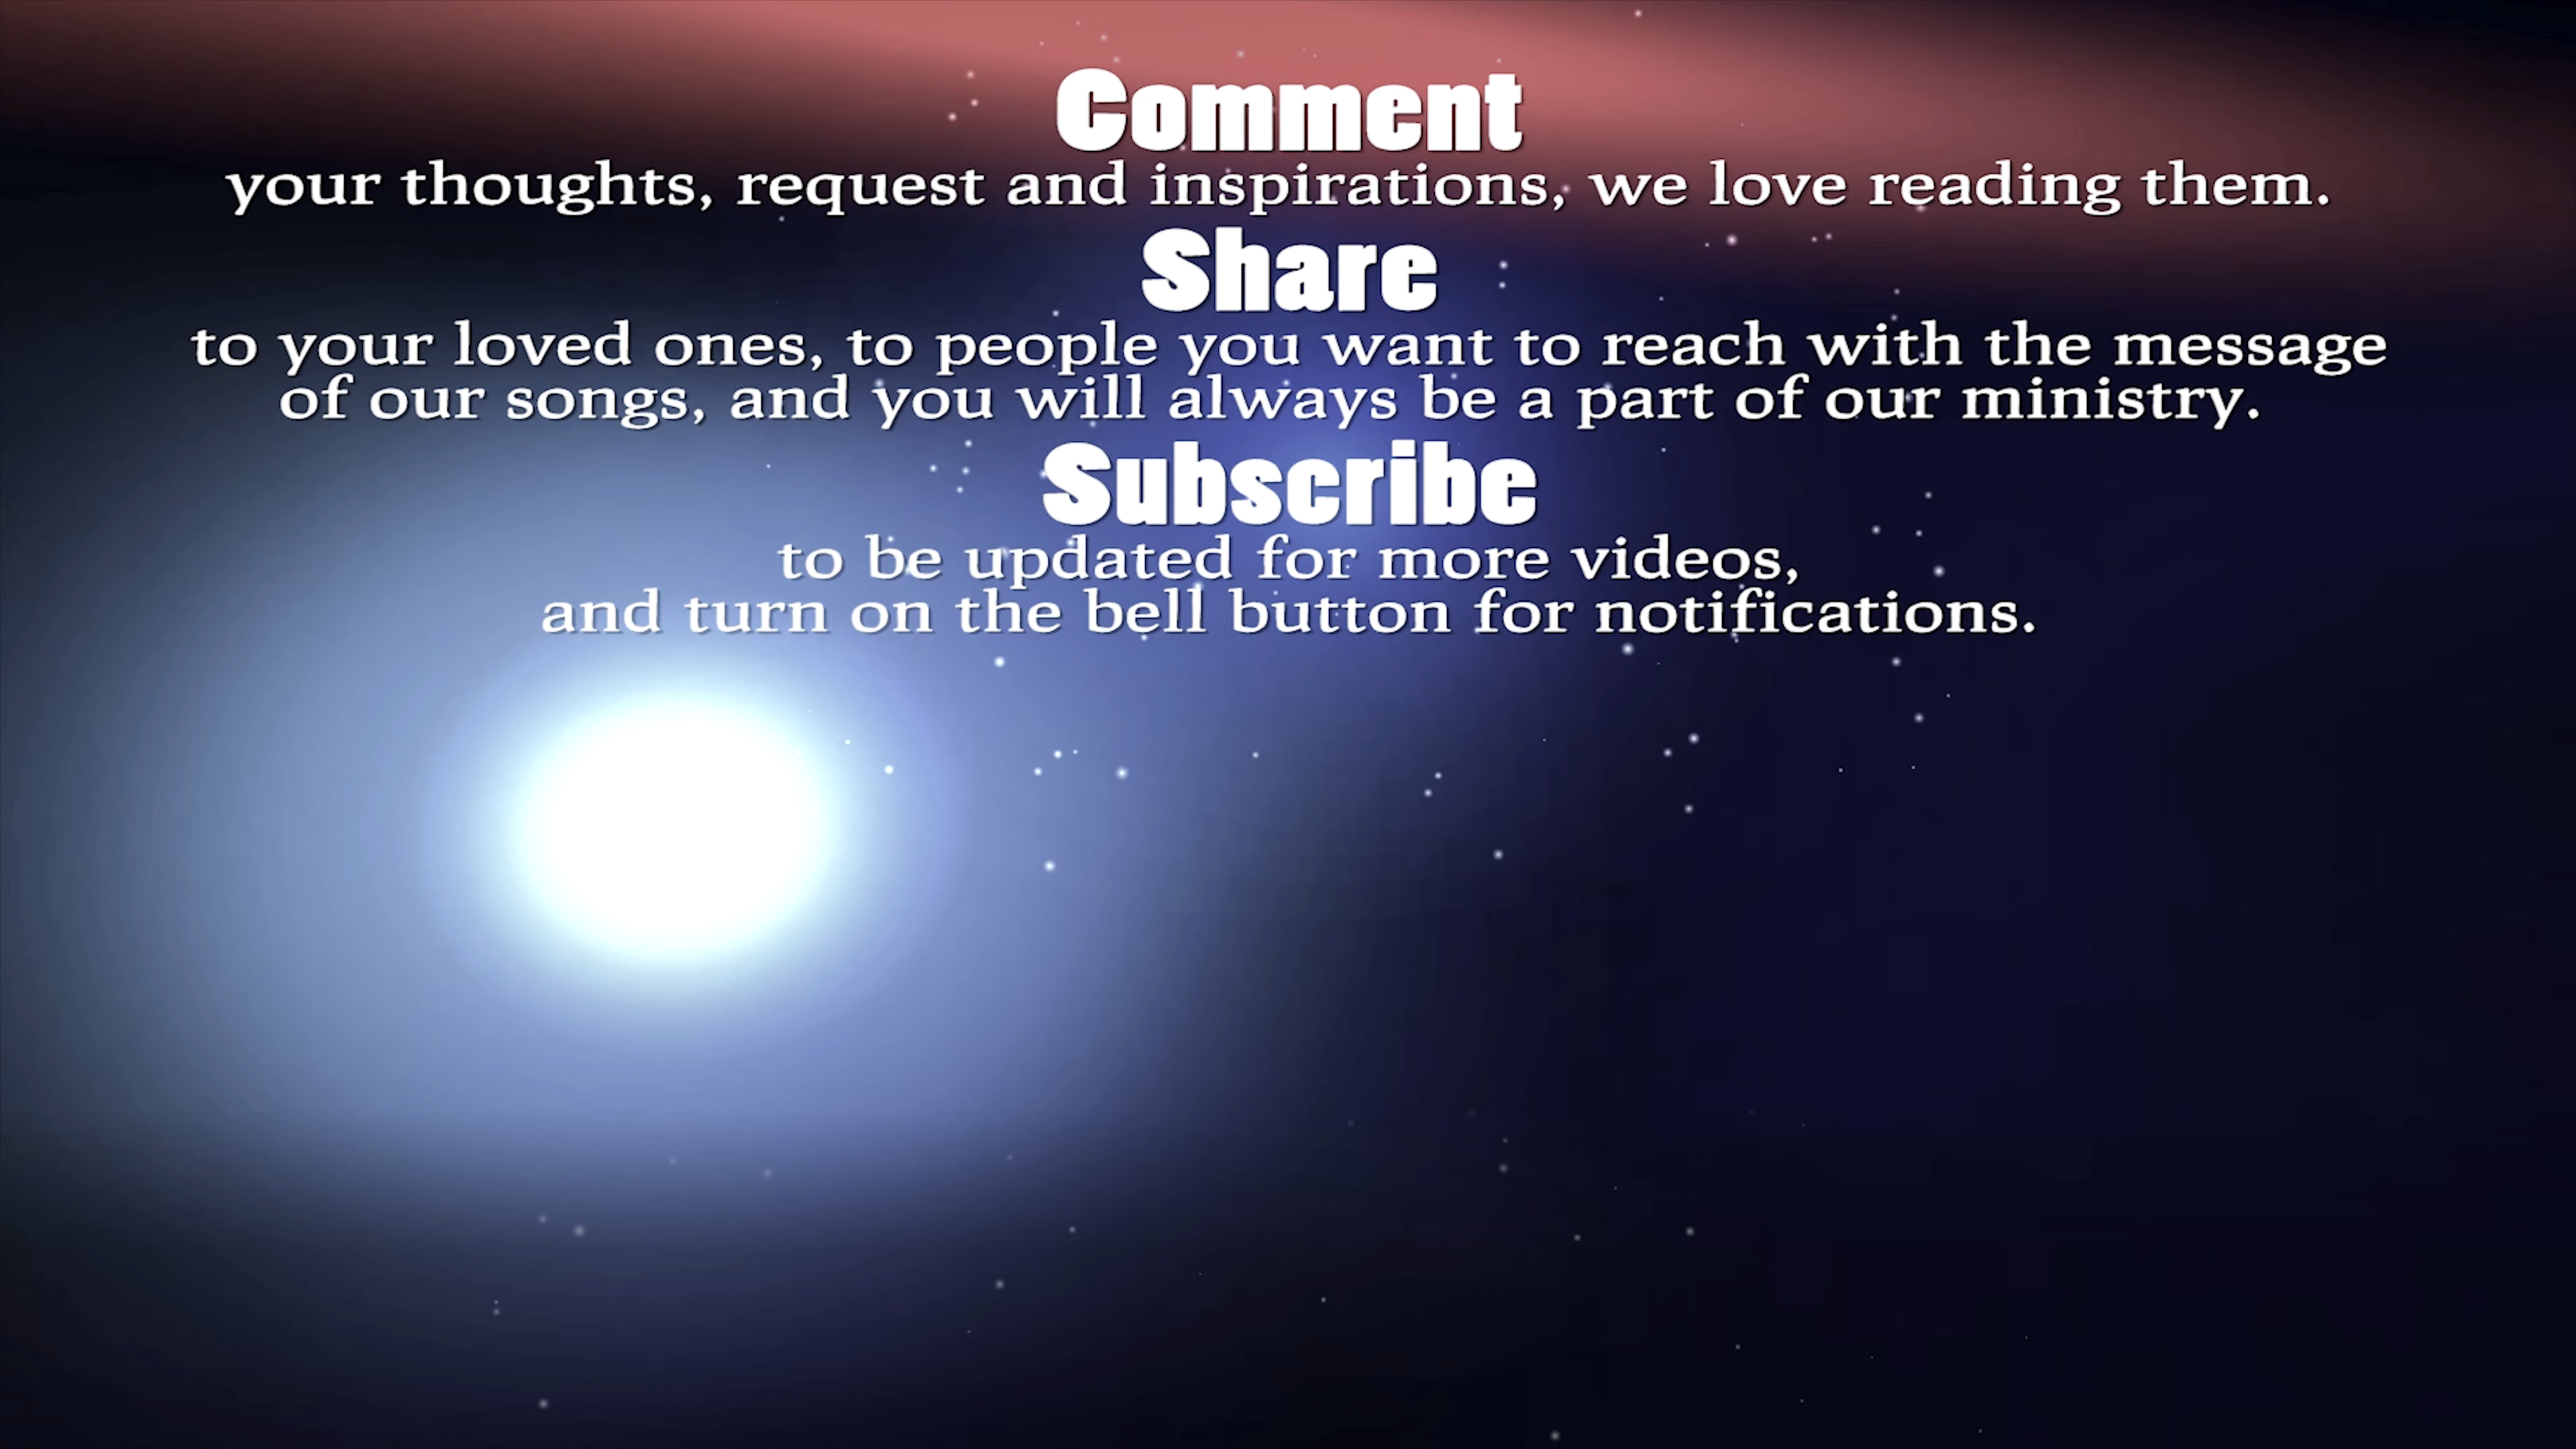 Comment
your thoughts, request and inspirations, we love reading them.
Share
to your loved ones, to people you want to reach with the message
of our songs, and you will always be a part of our ministry.
Subscribe
to be updated for more videos,
and turn on the bell button for notifications.